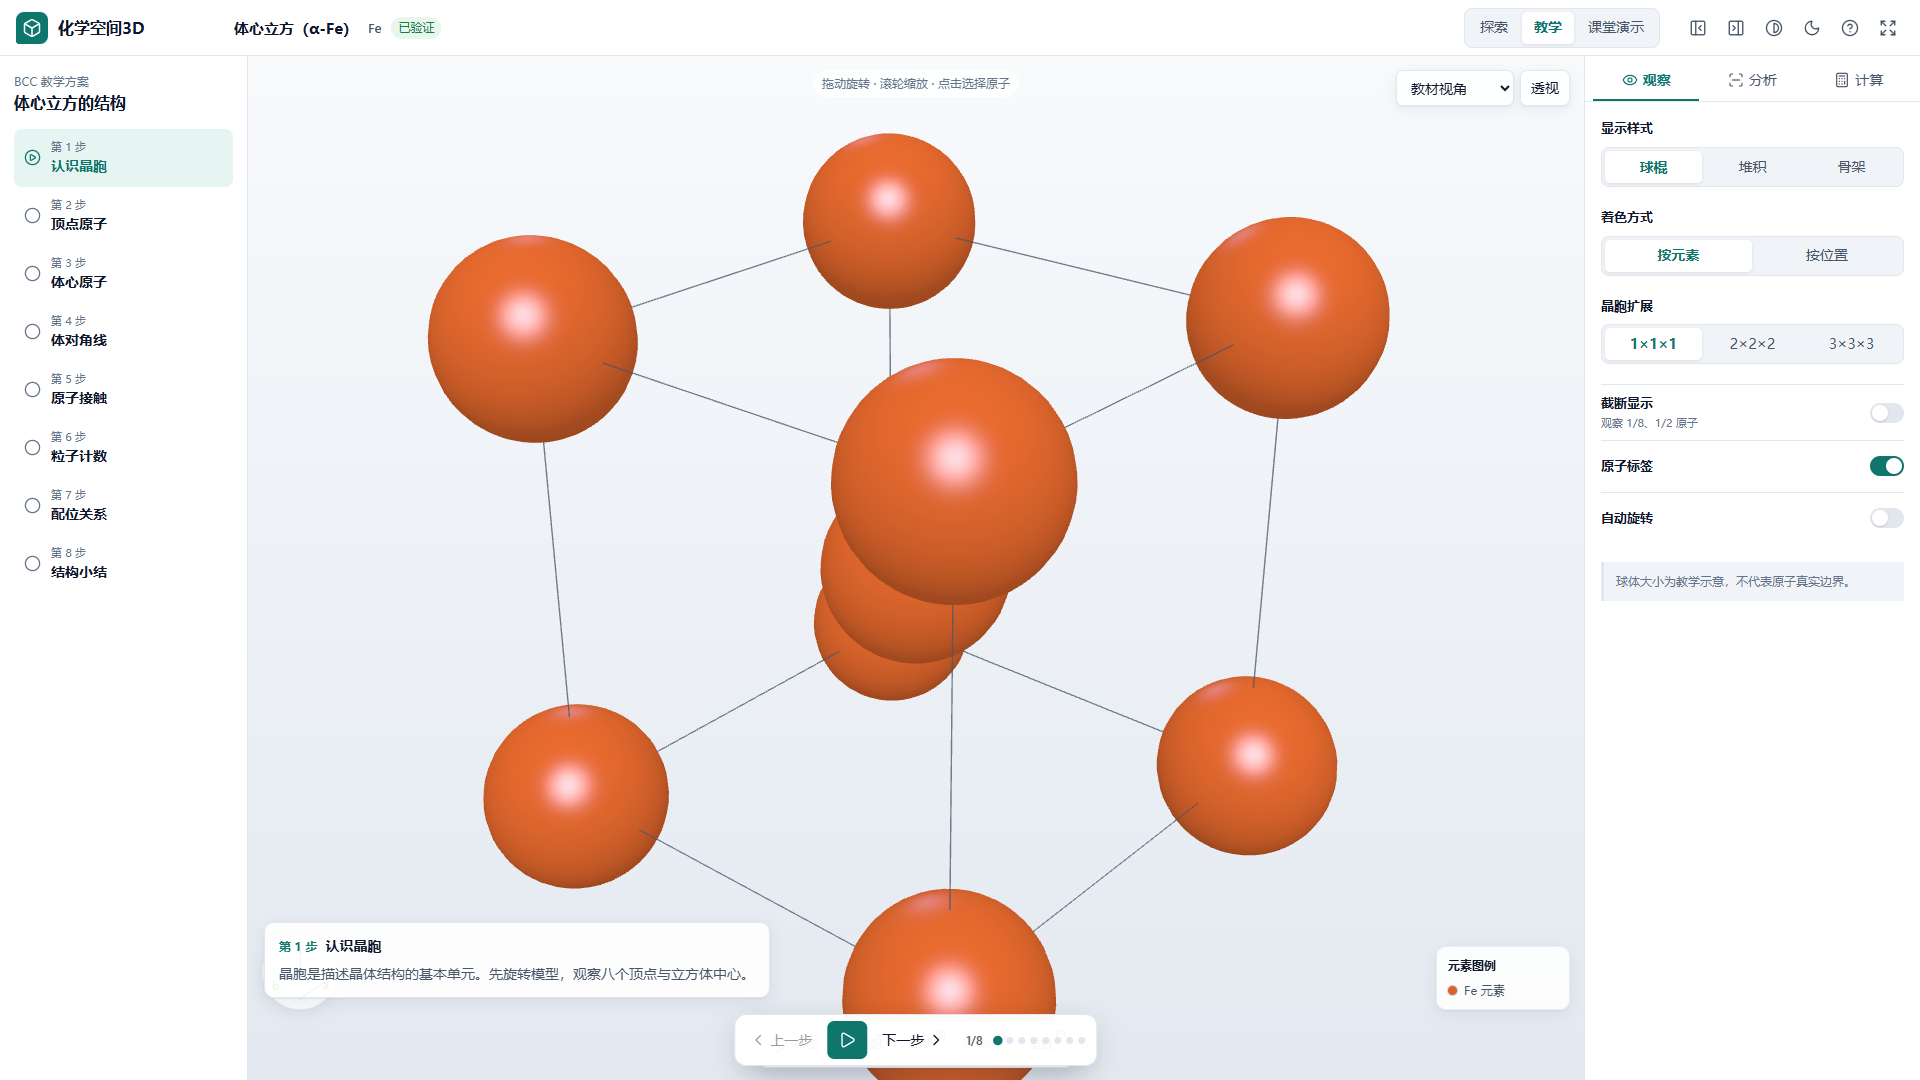 化学空间3D
体心立方（α-Fe） Fe 已验证
探索 教学 课堂演示
BCC 教学方案
体心立方的结构
第 1 步
认识晶胞
第 2 步
顶点原子
第 3 步
体心原子
第 4 步
体对角线
第 5 步
原子接触
第 6 步
粒子计数
第 7 步
配位关系
第 8 步
结构小结
拖动旋转 · 滚轮缩放 · 点击选择原子
教材视角 透视
第 1 步 认识晶胞
晶胞是描述晶体结构的基本单元。先旋转模型，观察八个顶点与立方体中心。
元素图例
Fe 元素
上一步 下一步 1/8
观察 分析 计算
显示样式
球棍 堆积 骨架
着色方式
按元素 按位置
晶胞扩展
1×1×1 2×2×2 3×3×3
截断显示
观察 1/8、1/2 原子
原子标签
自动旋转
球体大小为教学示意，不代表原子真实边界。